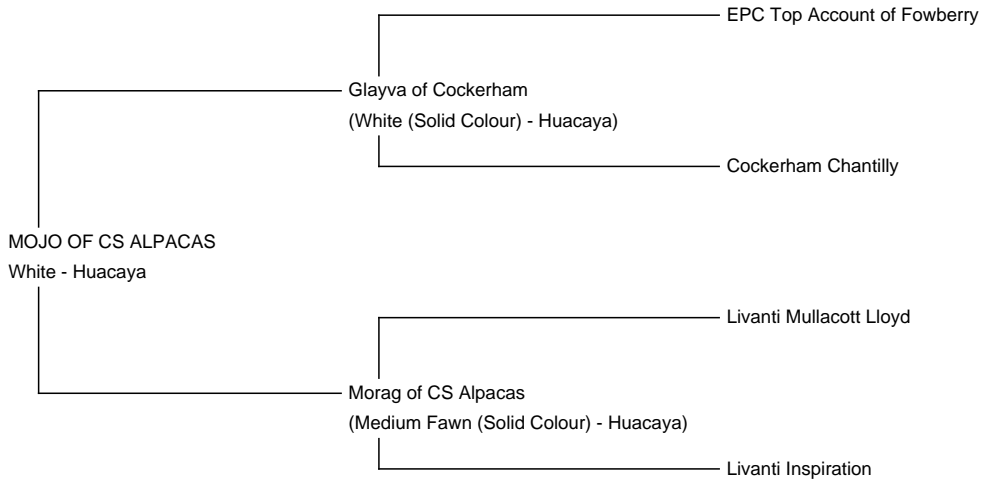 EPC Top Account of Fowberry
Glayva of Cockerham
(White (Solid Colour) - Huacaya)
Cockerham Chantilly
MOJO OF CS ALPACAS
White - Huacaya
Livanti Mullacott Lloyd
Morag of CS Alpacas
(Medium Fawn (Solid Colour) - Huacaya)
Livanti Inspiration